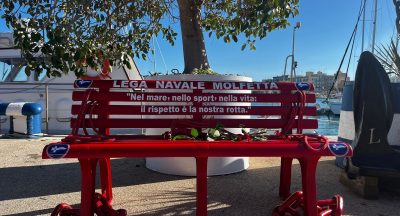 LEGA NAVALE MOLFETTA
"Nel mare, nello sport, nella vita:
il rispetto è la nostra rotta."
L